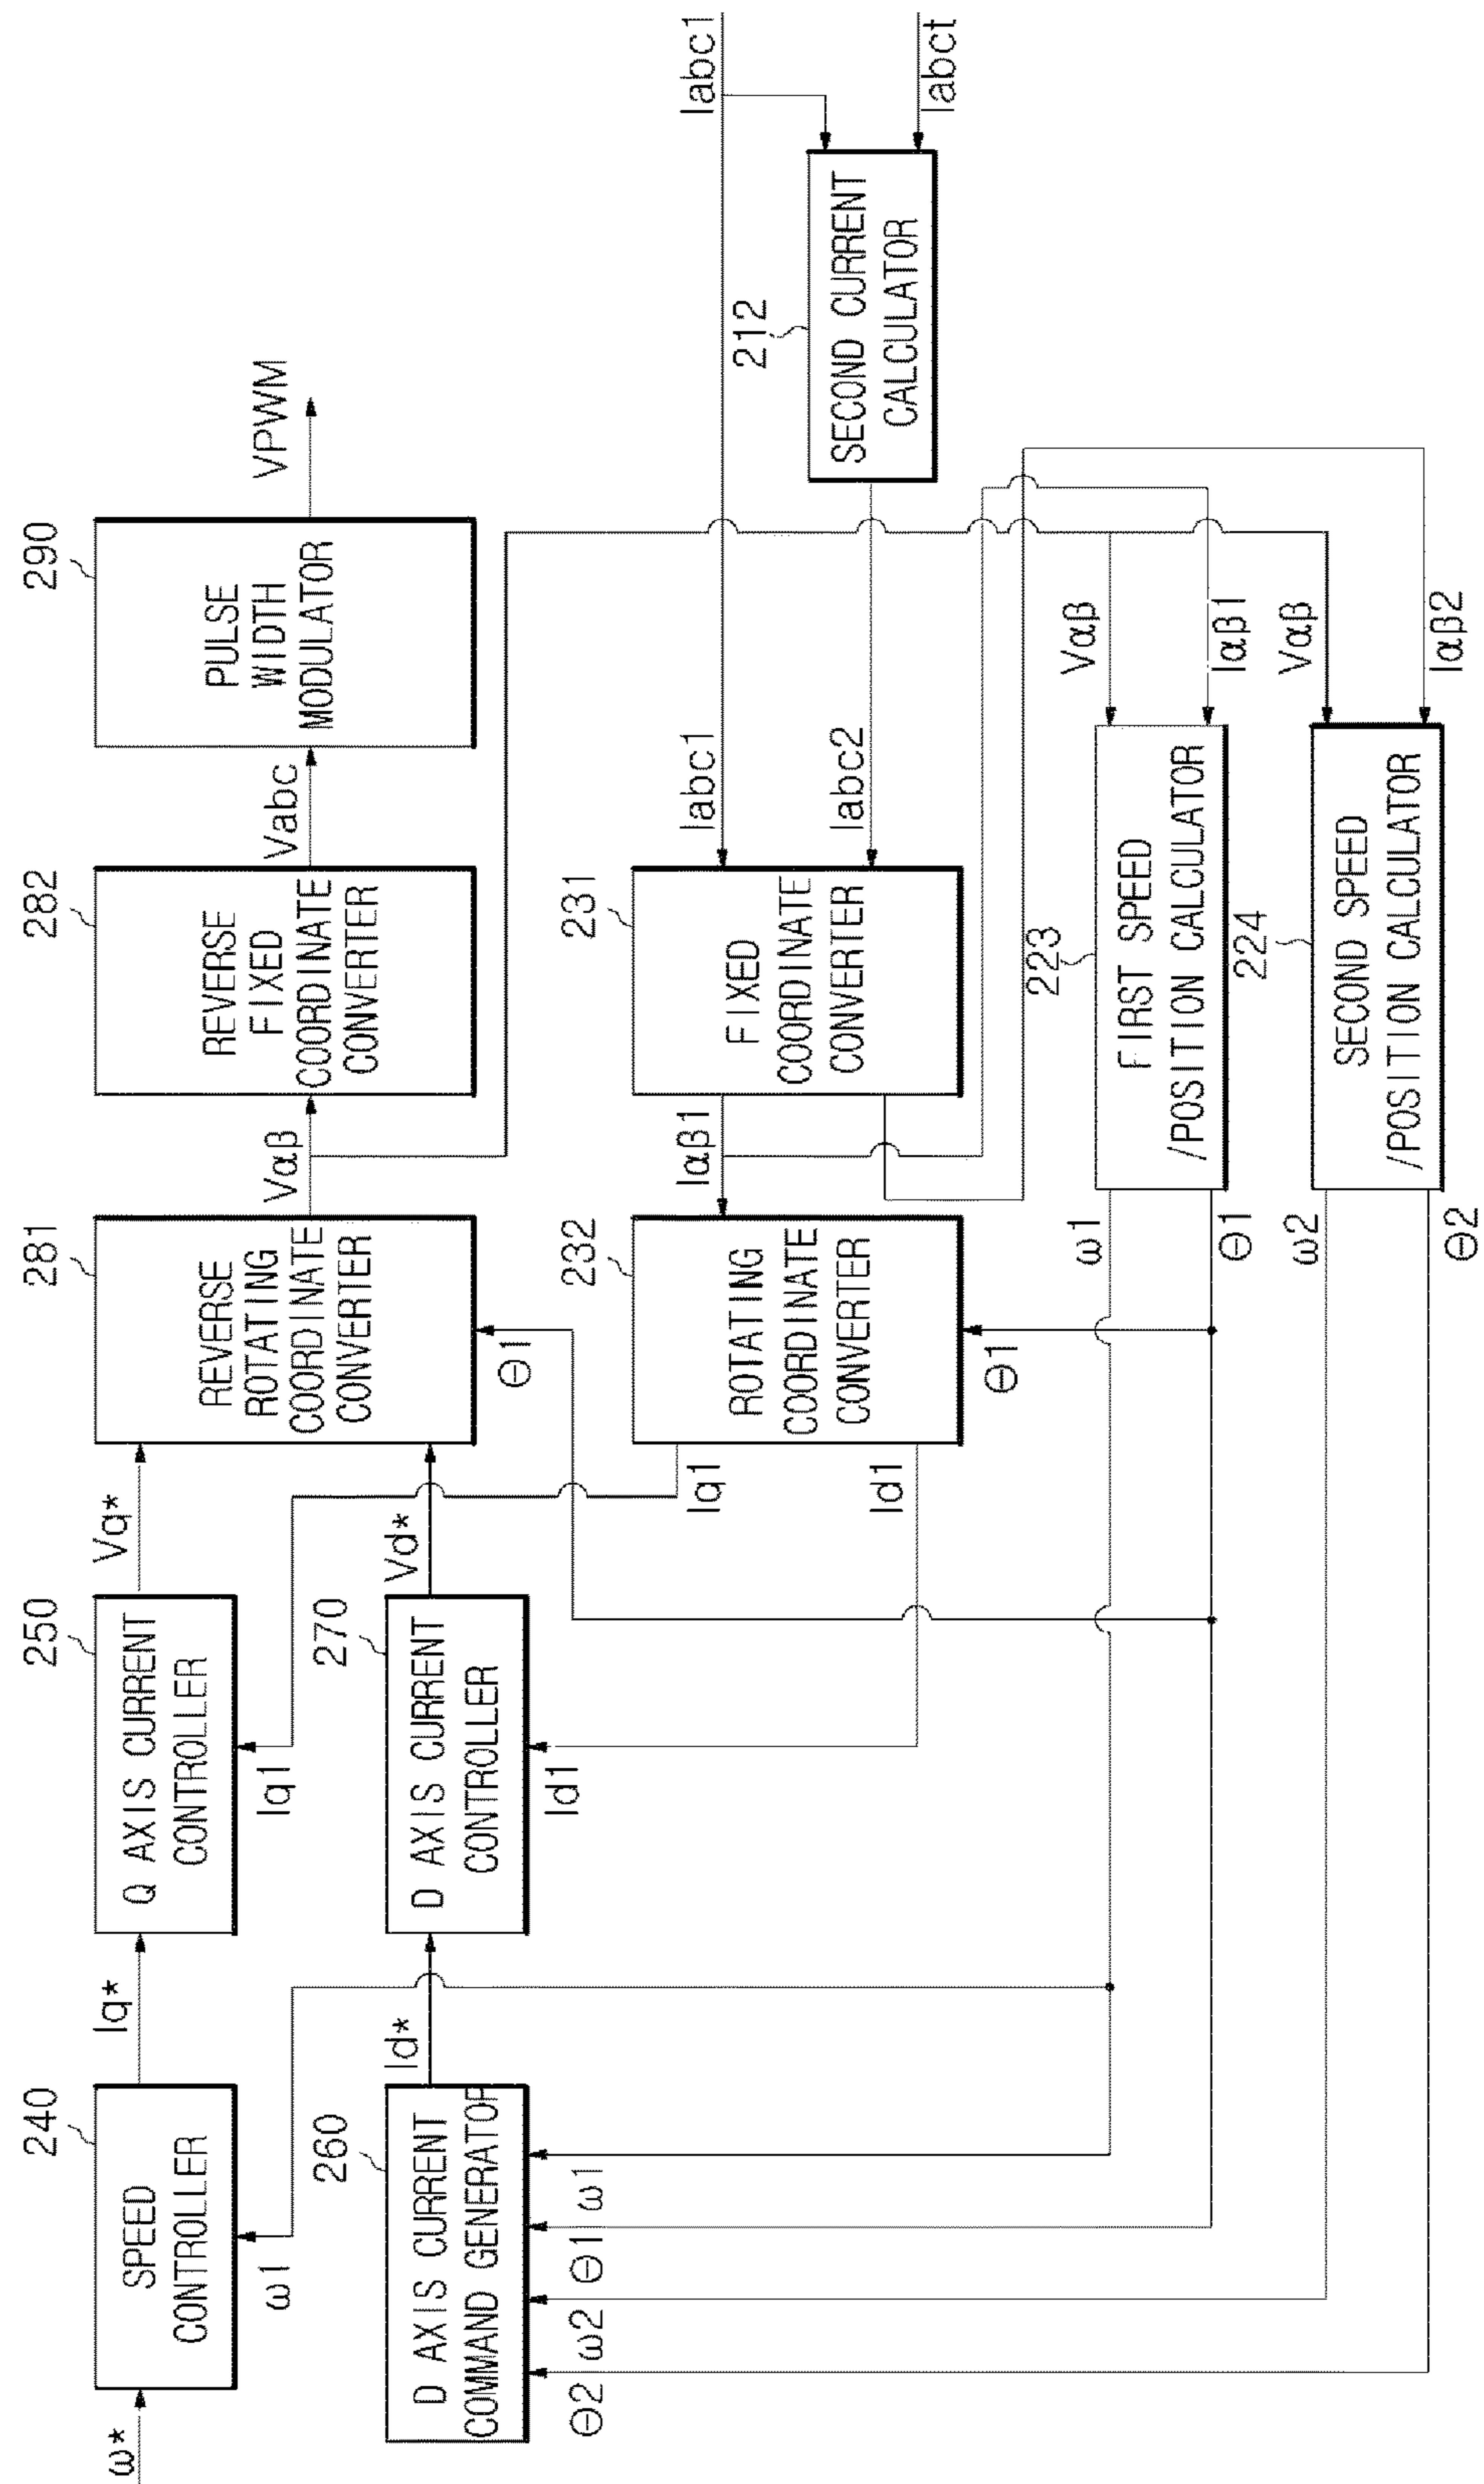 ω*
240
SPEED
CONTROLLER
ω1
Iq*
250
Q AXIS CURRENT
CONTROLLER
Iq1
Vq*
281
REVERSE
ROTATING
COORDINATE
CONVERTER
Θ1
Vαβ
282
REVERSE
FIXED
COORDINATE
CONVERTER
Vabc
290
PULSE
WIDTH
MODULATOR
VPWM
260
D AXIS CURRENT
COMMAND GENERATOR
Θ2
ω2
Θ1
ω1
Id*
270
D AXIS CURRENT
CONTROLLER
Id1
Vd*
Iq1
Id1
232
ROTATING
COORDINATE
CONVERTER
Θ1
Iαβ1
231
FIXED
COORDINATE
CONVERTER
Iabc1
Iabc2
212
SECOND CURRENT
CALCULATOR
Iabc1
Iabct
ω1
Θ1
223
FIRST SPEED
/POSITION CALCULATOR
Vαβ
Iαβ1
ω2
Θ2
224
SECOND SPEED
/POSITION CALCULATOR
Vαβ
Iαβ2